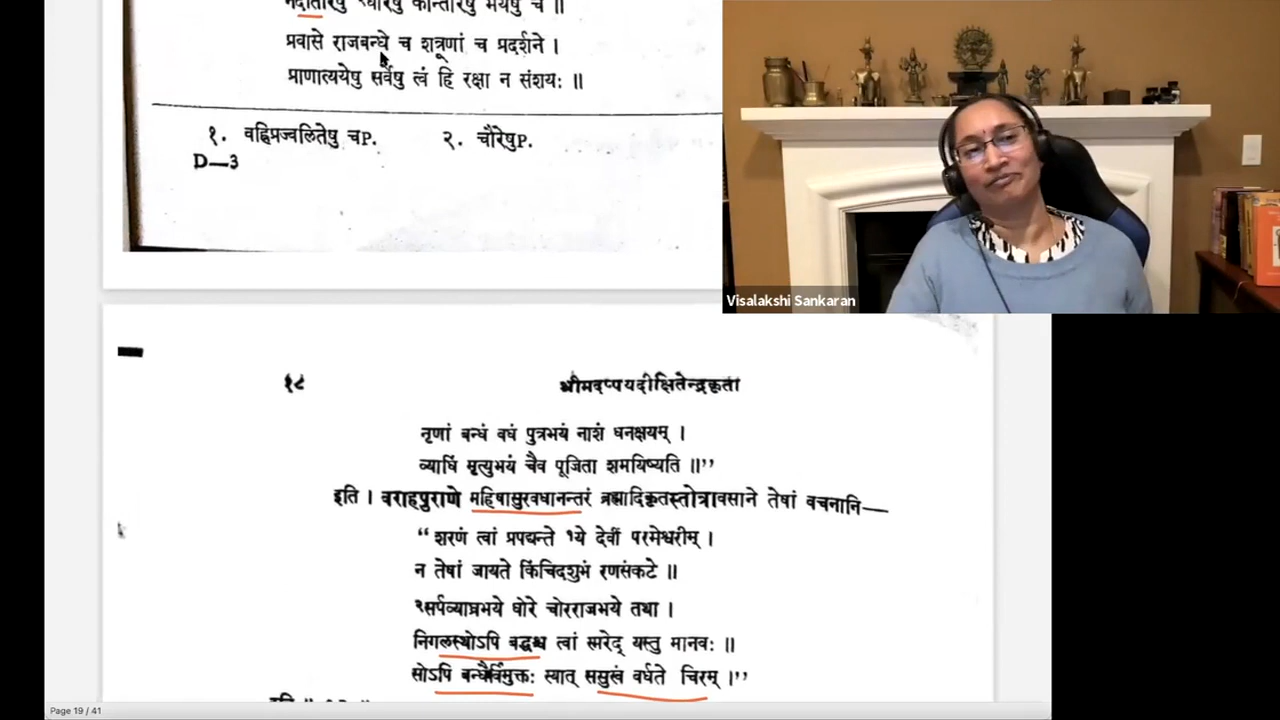 प्रवासे राजबन्धे च शत्रूणां च प्रदर्शने ।
प्राणात्ययेषु सर्वेषु त्वं हि रक्षा न संशयः ॥
१. वह्निप्रज्वलितेषु चP. २. चौरेषुP.
D—3
Visalakshi Sankaran
१८ श्रीमदप्पयदीक्षितेन्द्रकृता
नृणां बन्धं वधं पुत्रभयं नाशं धनक्षयम् ।
व्याधिं मृत्युभयं चैव पूजिता शमयिष्यति ॥”
इति । वराहपुराणे महिषासुरवधानन्तरं ब्रह्मादिकृतस्तोत्रावसाने तेषां वचनानि—
“शरणं त्वां प्रपद्यन्ते १ये देवीं परमेश्वरीम् ।
न तेषां जायते किंचिदशुभं रणसंकटे ॥
२सर्पव्याघ्रभये घोरे चोरराजभये तथा ।
निगलस्थोऽपि बद्धश्च त्वां स्मरेद् यस्तु मानवः ॥
सोऽपि बन्धैर्विमुक्तः स्यात् ससुखं वर्धते चिरम् ।”
Page 19 / 41